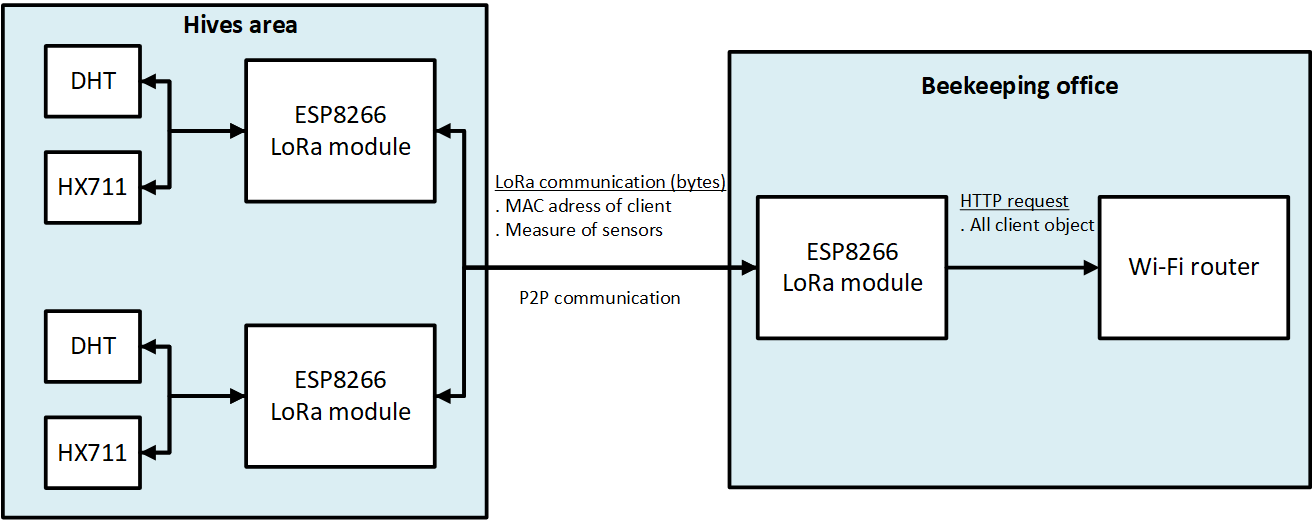 Hives area
DHT
HX711
ESP8266
LoRa module
DHT
HX711
ESP8266
LoRa module
LoRa communication (bytes)
. MAC adress of client
. Measure of sensors
P2P communication
Beekeeping office
ESP8266
LoRa module
HTTP request
. All client object
Wi-Fi router